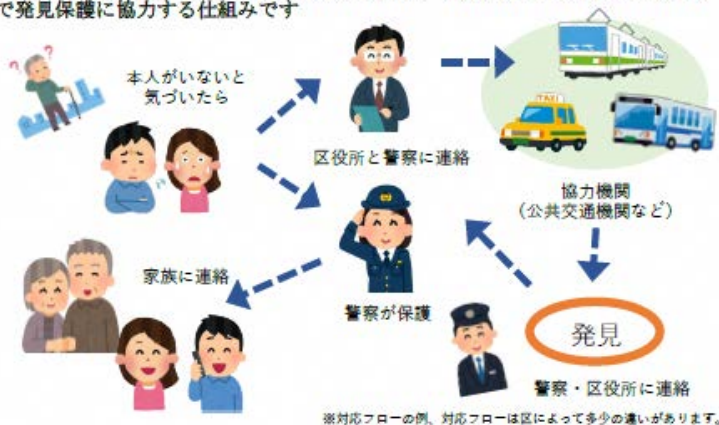 で発見保護に協力する仕組みです
本人がいないと
気づいたら
区役所と警察に連絡
TAXI
協力機関
（公共交通機関など）
家族に連絡
警察が保護
発見
警察・区役所に連絡
※対応フローの例、対応フローは区によって多少の違いがあります。